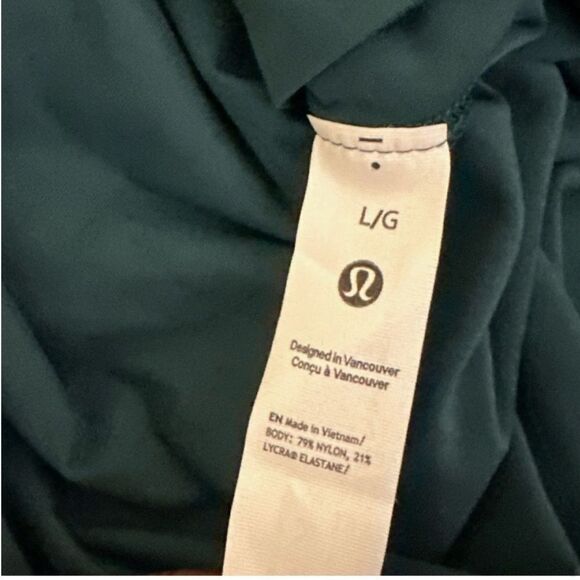 L/G
Designed in Vancouver
Conçu à Vancouver
EN Made in Vietnam/
BODY: 79% NYLON, 21%
LYCRA® ELASTANE/